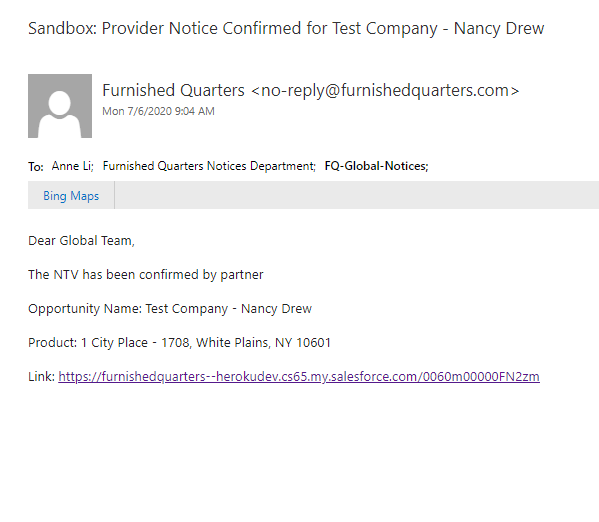 Sandbox: Provider Notice Confirmed for Test Company - Nancy Drew
Furnished Quarters <no-reply@furnishedquarters.com>
Mon 7/6/2020 9:04 AM
To: Anne Li; Furnished Quarters Notices Department; FQ-Global-Notices;
Bing Maps
Dear Global Team,
The NTV has been confirmed by partner
Opportunity Name: Test Company - Nancy Drew
Product: 1 City Place - 1708, White Plains, NY 10601
Link: https://furnishedquarters--herokudev.cs65.my.salesforce.com/0060m00000FN2zm